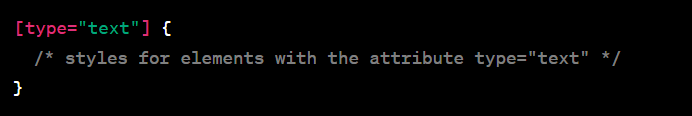 [type="text"] {
  /* styles for elements with the attribute type="text" */
}